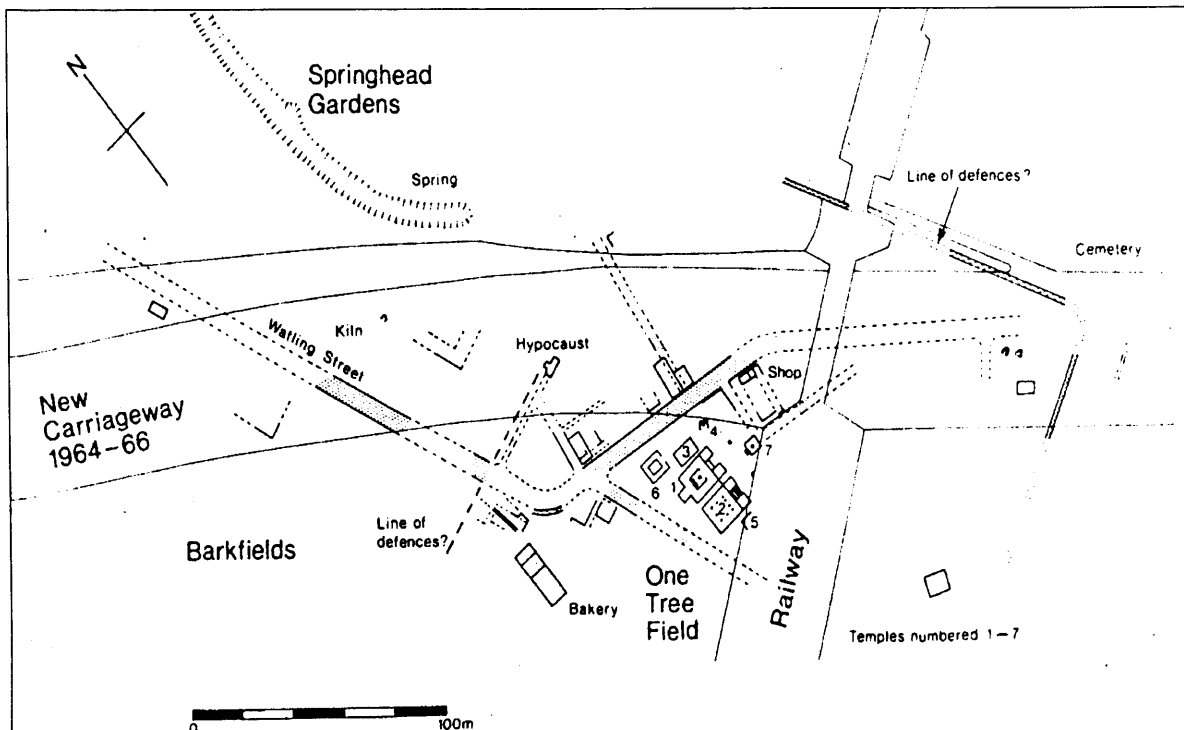 N
Springhead
Gardens
Spring
Line of defences?
Cemetery
Kiln
Watling Street
Hypocaust
Shop
New
Carriageway
1964-66
4
3
7
6
1
2
5
Line of
defences?
Barkfields
One
Tree
Field
Railway
Bakery
Temples numbered 1-7
0
100m